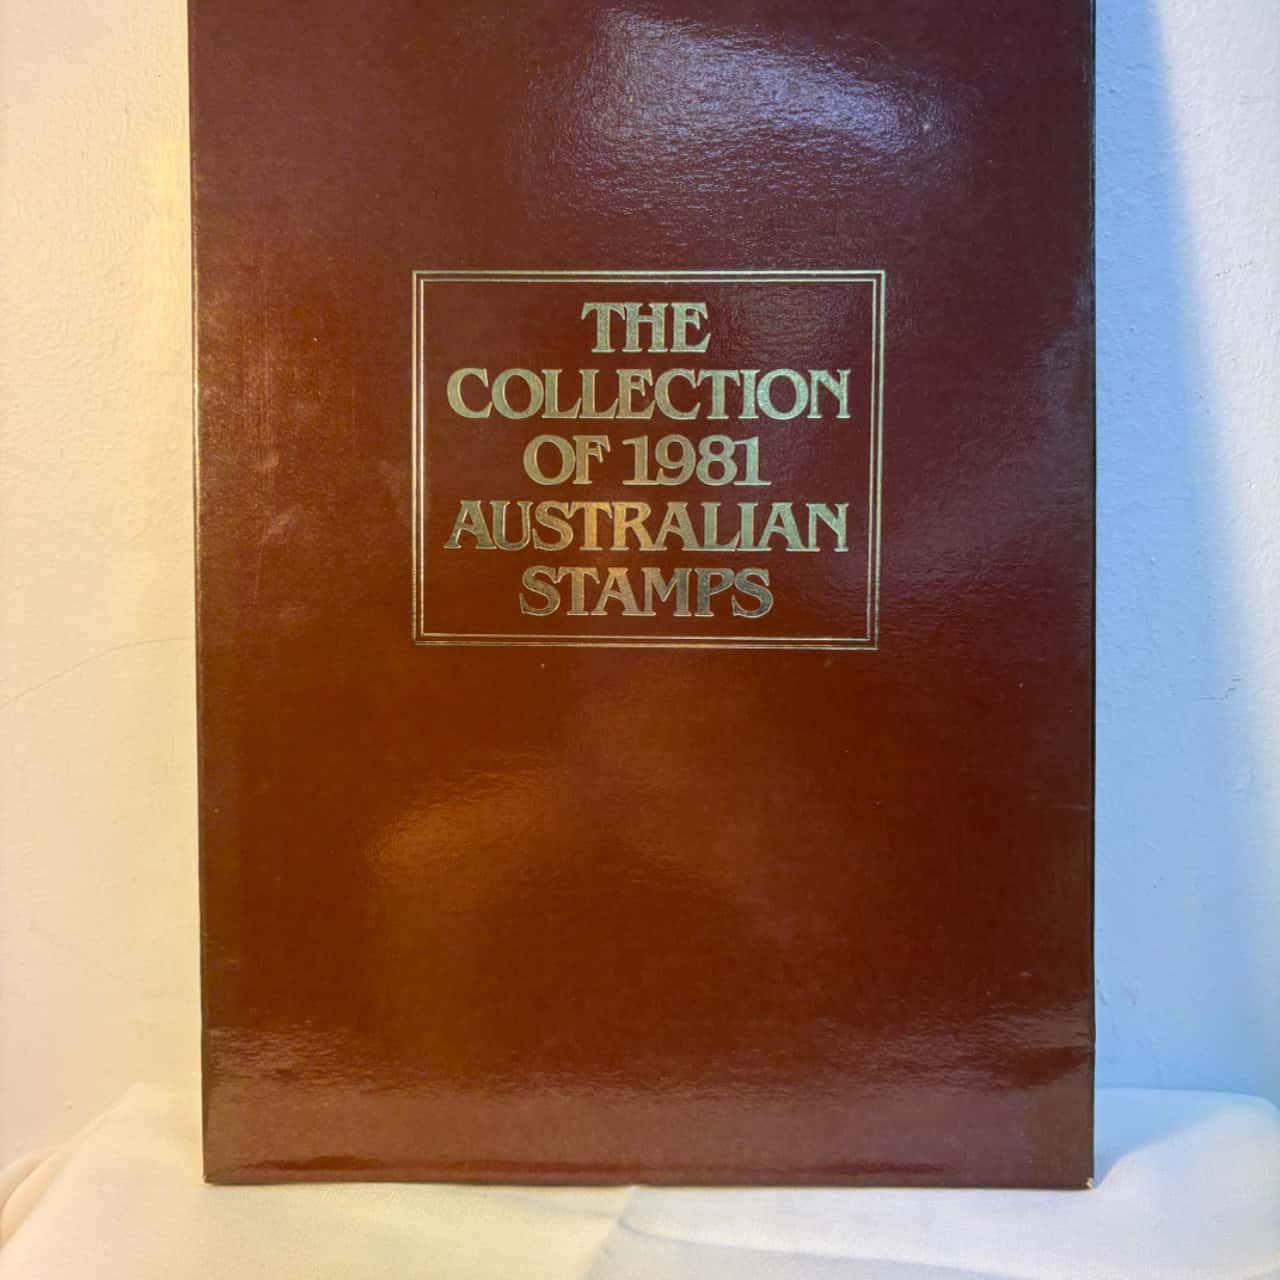 THE
COLLECTION
OF 1981
AUSTRALIAN
STAMPS